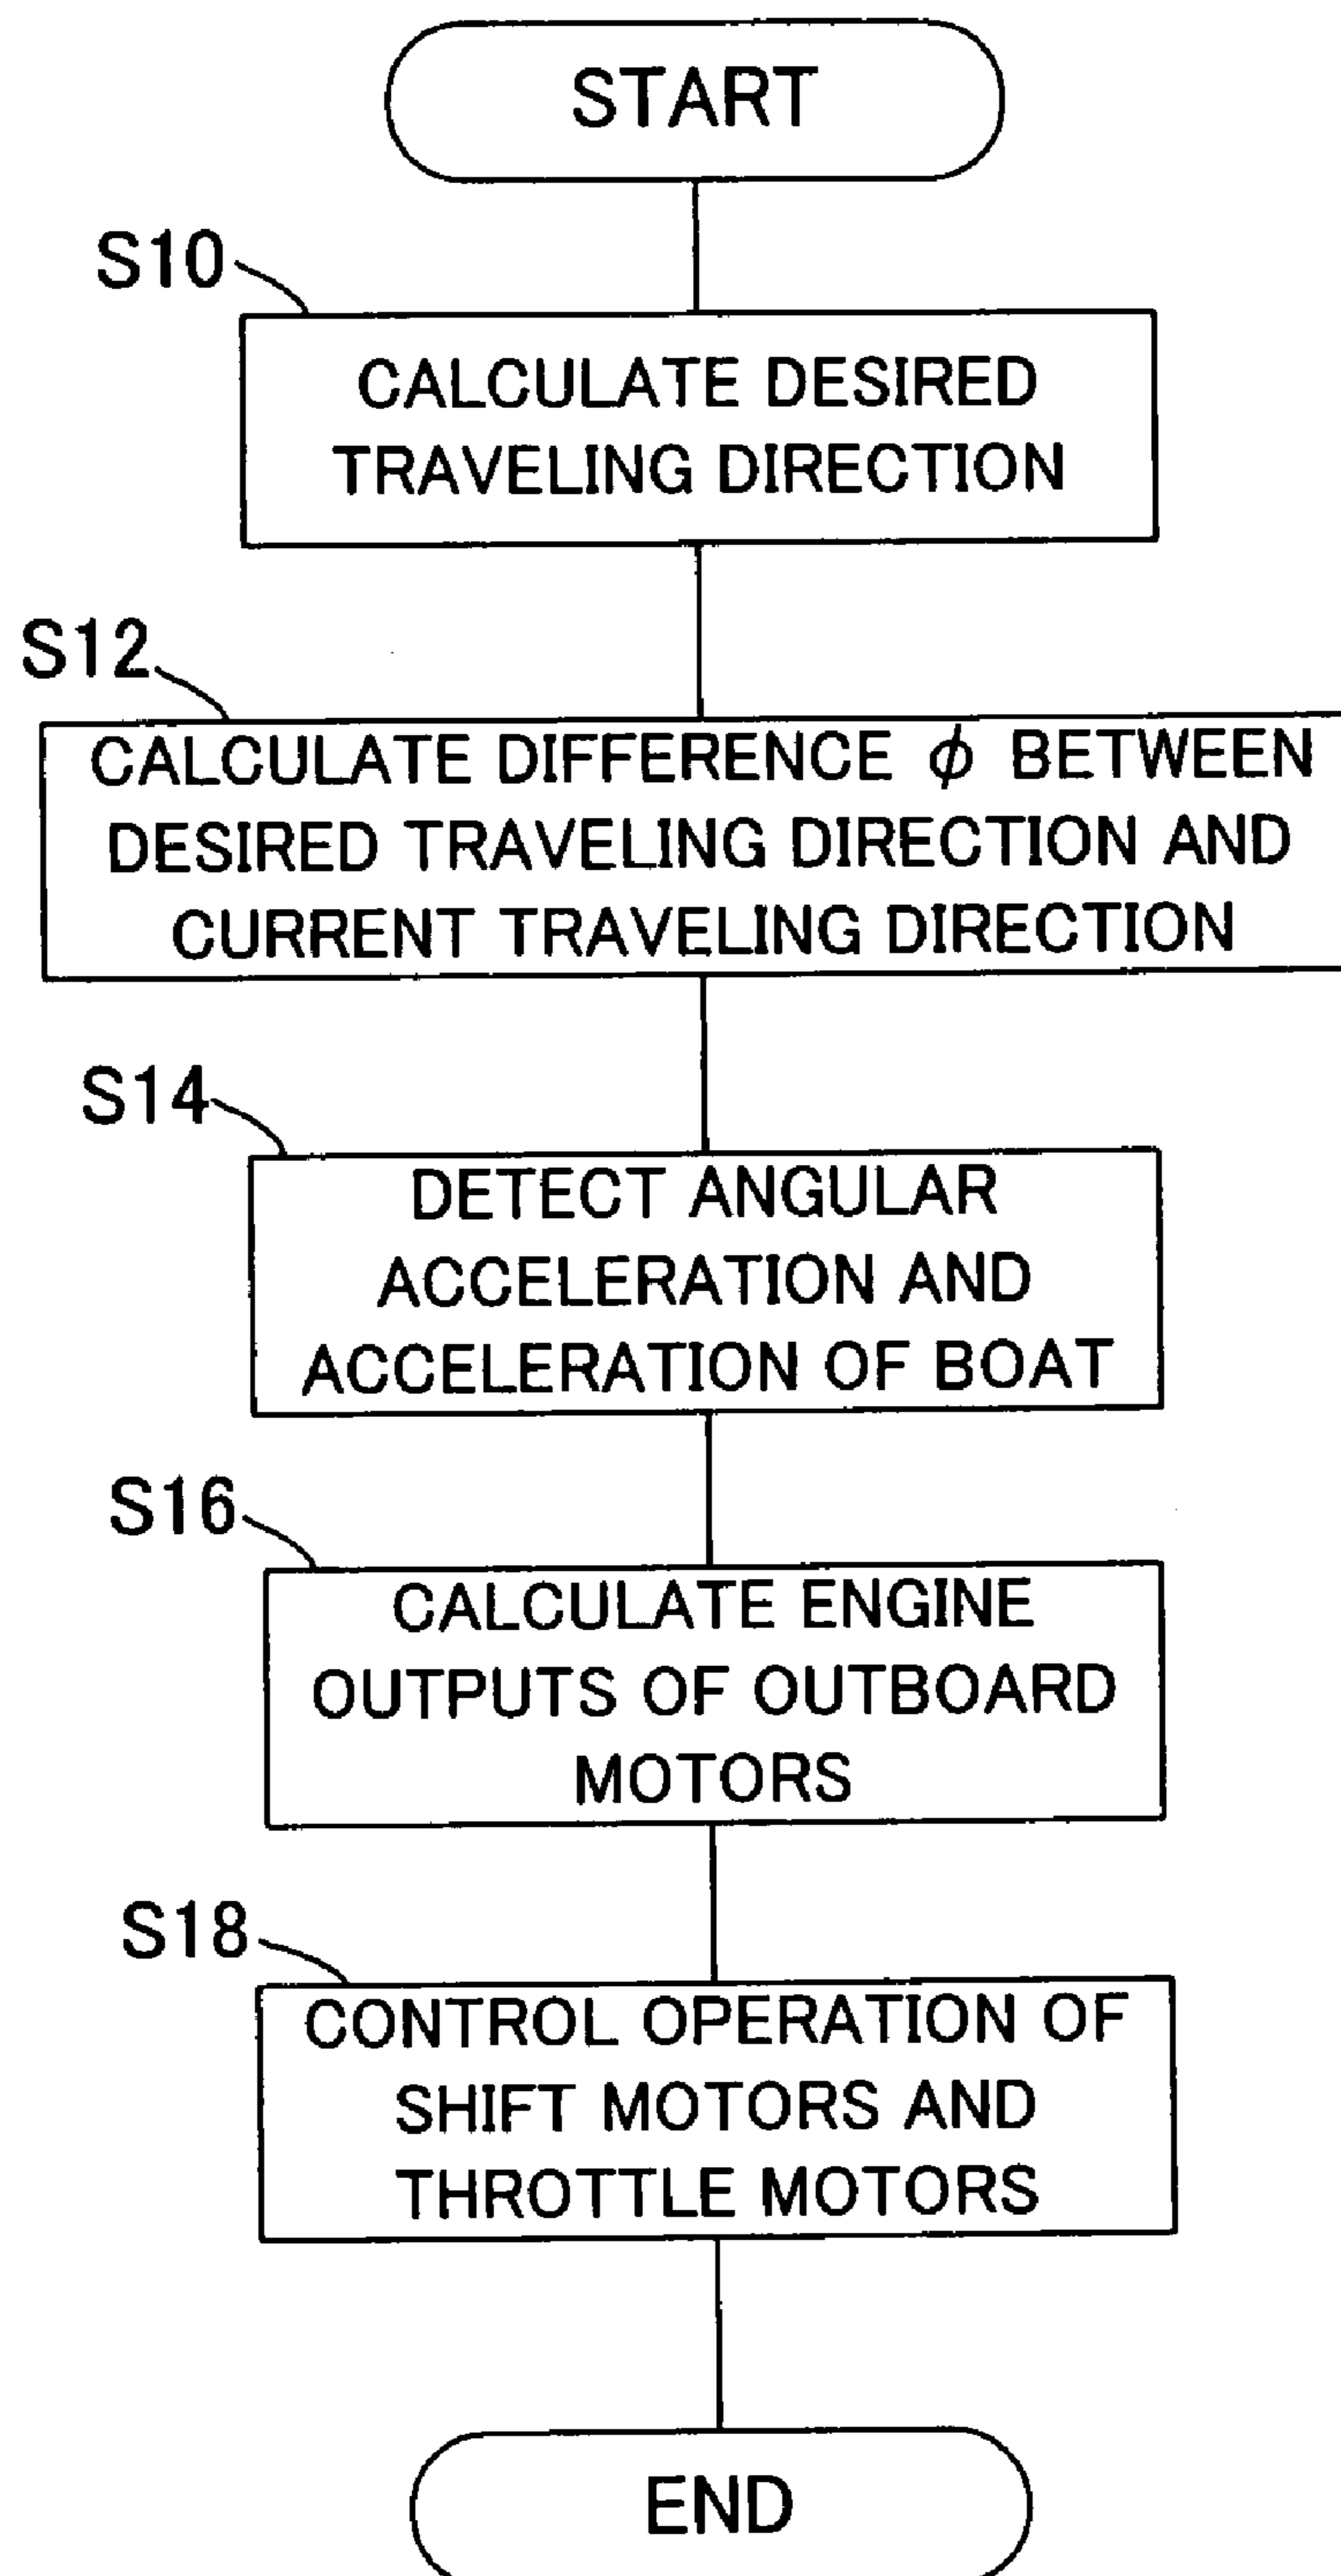 START
S10
CALCULATE DESIRED
TRAVELING DIRECTION
S12
CALCULATE DIFFERENCE ϕ BETWEEN
DESIRED TRAVELING DIRECTION AND
CURRENT TRAVELING DIRECTION
S14
DETECT ANGULAR
ACCELERATION AND
ACCELERATION OF BOAT
S16
CALCULATE ENGINE
OUTPUTS OF OUTBOARD
MOTORS
S18
CONTROL OPERATION OF
SHIFT MOTORS AND
THROTTLE MOTORS
END